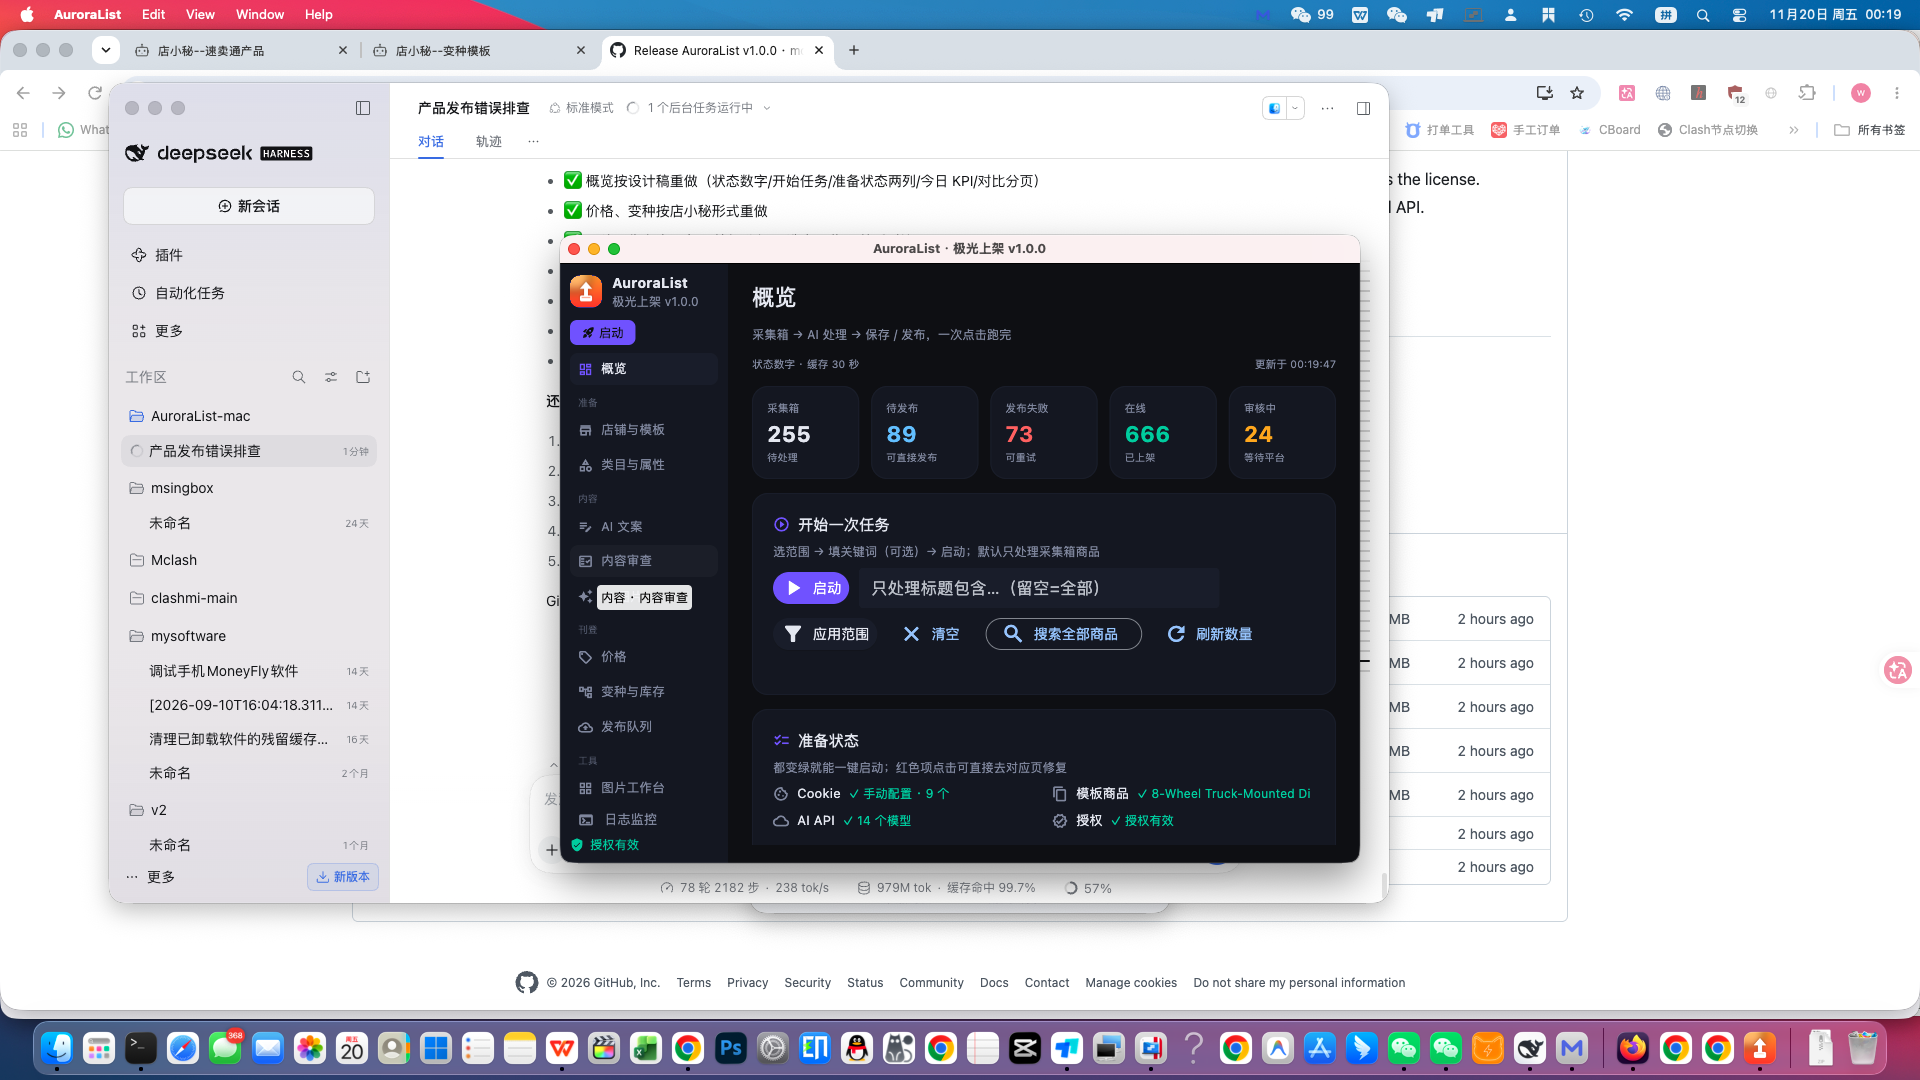 AuroraList Edit View Window Help
99
拼
11月20日 周五 00:19
店小秘--速卖通产品
店小秘--变种模板
Release AuroraList v1.0.0 · m
12
W
What
打单工具
手工订单
CBoard
Clash节点切换
所有书签
s the license.
API.
MB 2 hours ago
MB 2 hours ago
MB 2 hours ago
MB 2 hours ago
MB 2 hours ago
2 hours ago
2 hours ago
deepseek HARNESS
新会话
插件
自动化任务
更多
工作区
AuroraList-mac
产品发布错误排查 1分钟
msingbox
未命名 24天
Mclash
clashmi-main
mysoftware
调试手机MoneyFly软件 14天
[2026-09-10T16:04:18.311... 14天
清理已卸载软件的残留缓存... 16天
未命名 2个月
v2
未命名 1个月
更多
新版本
产品发布错误排查 标准模式 1 个后台任务运行中
对话 轨迹 ...
概览按设计稿重做（状态数字/开始任务/准备状态两列/今日 KPI/对比分页）
价格、变种按店小秘形式重做
还
1.
2.
3.
4.
5.
Gi
发
78 轮 2182 步 · 238 tok/s 979M tok · 缓存命中 99.7% 57%
AuroraList · 极光上架 v1.0.0
AuroraList
极光上架 v1.0.0
启动
概览
准备
店铺与模板
类目与属性
内容
AI 文案
内容审查
内容 · 内容审查
刊登
价格
变种与库存
发布队列
工具
图片工作台
日志监控
授权有效
概览
采集箱 → AI 处理 → 保存 / 发布，一次点击跑完
状态数字 · 缓存 30 秒
更新于 00:19:47
采集箱
255
待处理
待发布
89
可直接发布
发布失败
73
可重试
在线
666
已上架
审核中
24
等待平台
开始一次任务
选范围 → 填关键词（可选）→ 启动；默认只处理采集箱商品
启动
只处理标题包含...（留空=全部）
应用范围
清空
搜索全部商品
刷新数量
准备状态
都变绿就能一键启动；红色项点击可直接去对应页修复
Cookie ✓ 手动配置 · 9 个
模板商品 ✓ 8-Wheel Truck-Mounted Di
AI API ✓ 14 个模型
授权 ✓ 授权有效
© 2026 GitHub, Inc. Terms Privacy Security Status Community Docs Contact Manage cookies Do not share my personal information
368
周五
20
Ps